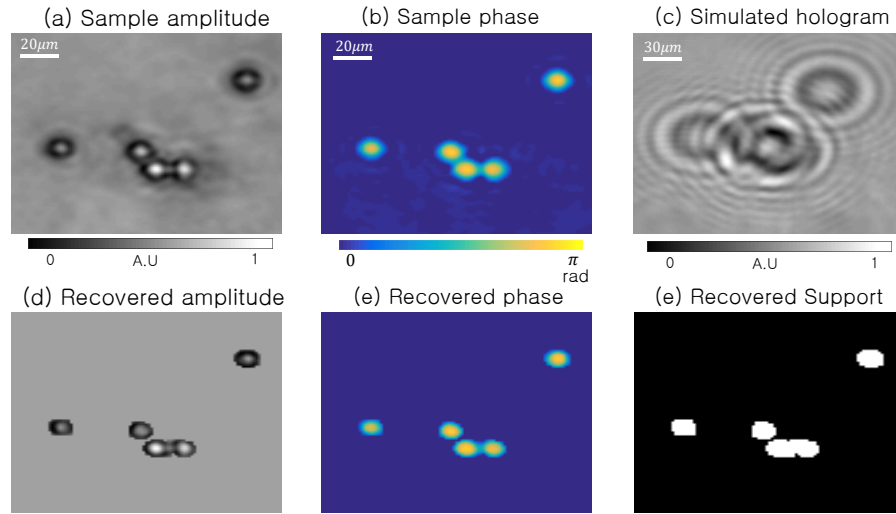 (a) Sample amplitude
(b) Sample phase
(c) Simulated hologram
20μm
20μm
30μm
0 A.U 1
0 π
rad
0 A.U 1
(d) Recovered amplitude
(e) Recovered phase
(e) Recovered Support